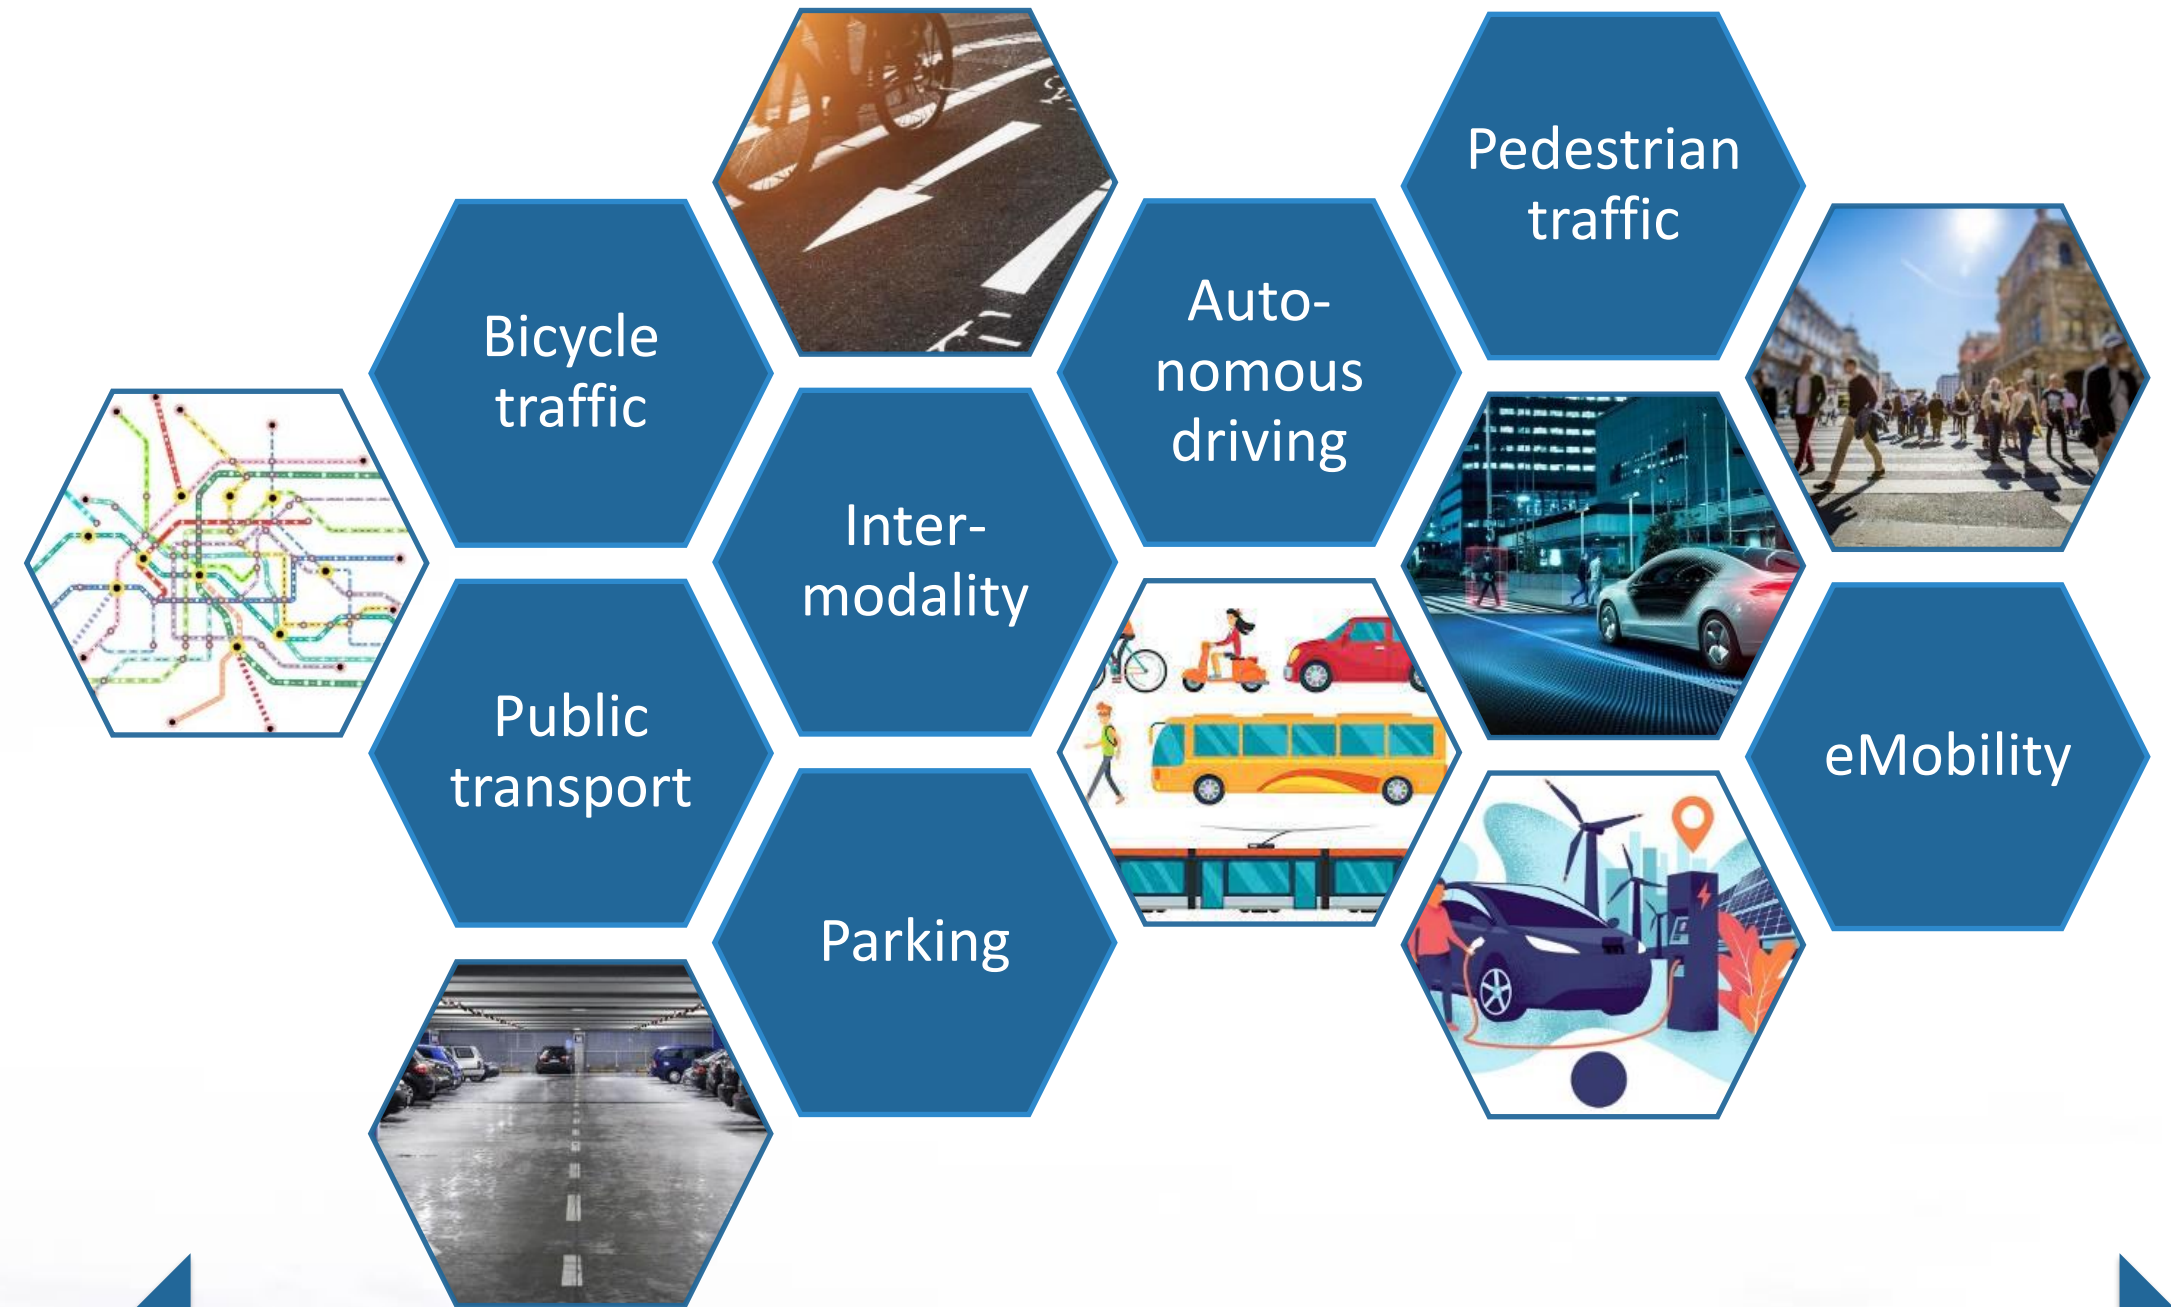 Bicycle
traffic
Public
transport
Inter-
modality
Parking
Auto-
nomous
driving
Pedestrian
traffic
eMobility